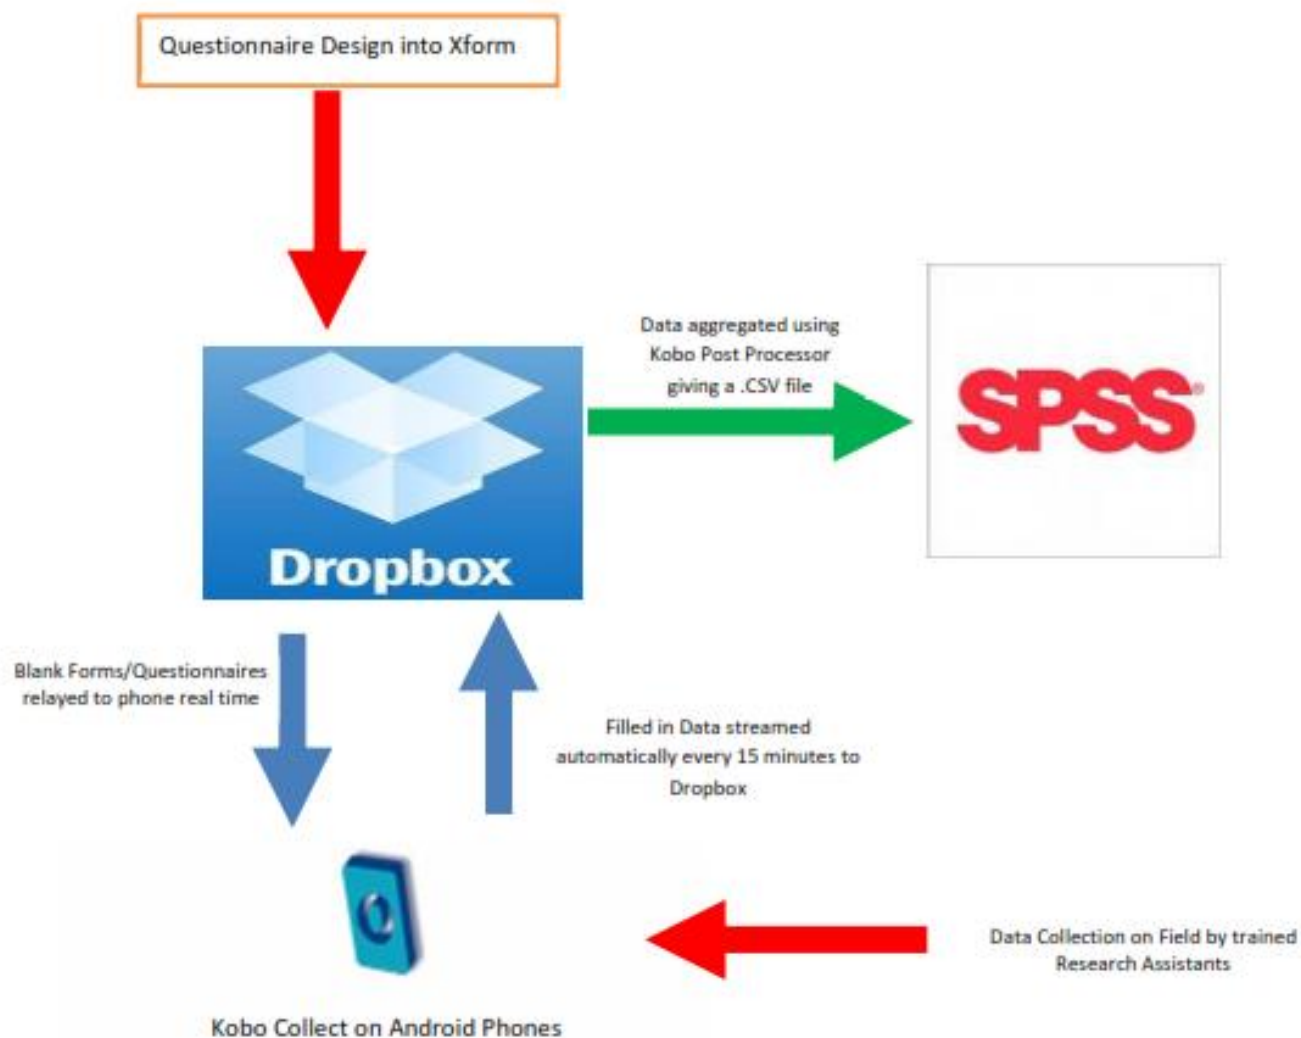 Questionnaire Design into Xform
Data aggregated using
Kobo Post Processor
giving a .CSV file
SPSS®
Dropbox
Blank Forms/Questionnaires
relayed to phone real time
Filled in Data streamed
automatically every 15 minutes to
Dropbox
Data Collection on Field by trained
Research Assistants
Kobo Collect on Android Phones